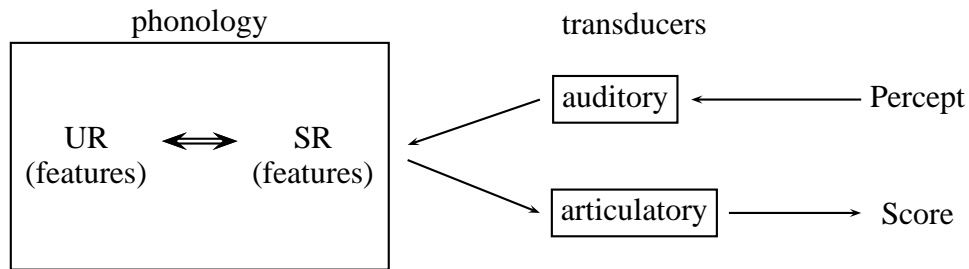 phonology
transducers
auditory
Percept
UR
(features)
SR
(features)
articulatory
Score